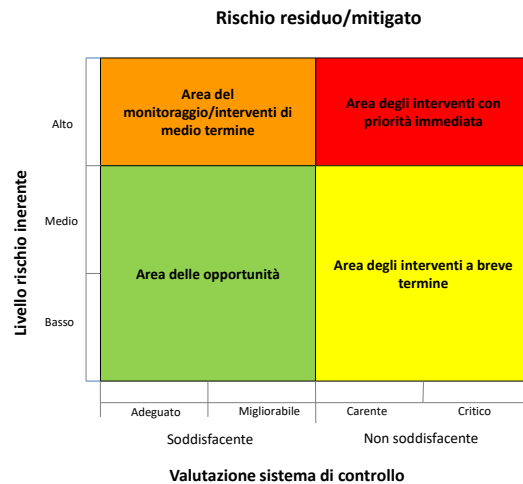 Rischio residuo/mitigato
Area del
monitoraggio/interventi di
medio termine
Area degli interventi con
priorità immediata
Alto
Medio
Basso
Livello rischio inerente
Area delle opportunità
Area degli interventi a breve
termine
Adeguato
Migliorabile
Carente
Critico
Soddisfacente
Non soddisfacente
Valutazione sistema di controllo